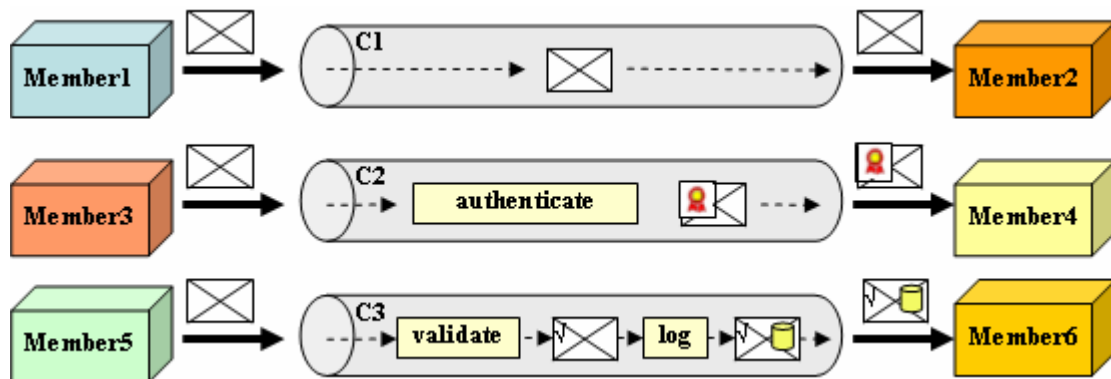 C1
Member1
Member2
C2
authenticate
Member3
Member4
C3
validate
log
Member5
Member6